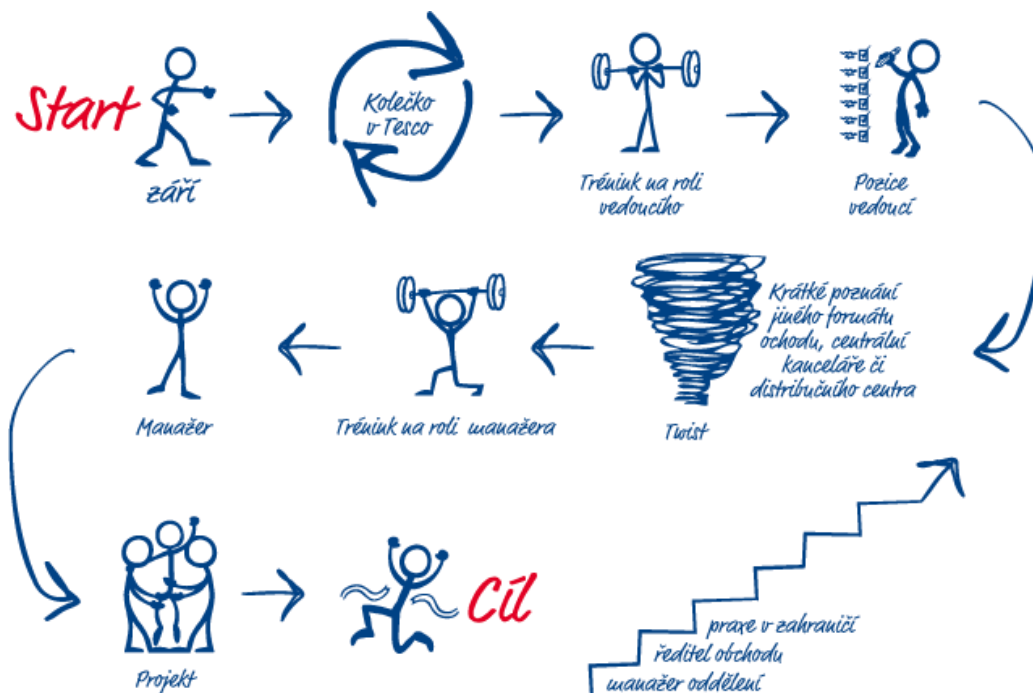 Start
září
Kolečko
v Tesco
Trénink na roli
vedoucího
Pozice
vedoucí
Krátké poznání
jiného formátu
ochodu, centrální
kanceláře či
distribučního centra
Twist
Trénink na roli manažera
Manažer
Projekt
Cíl
praxe v zahraničí
ředitel obchodu
manažer oddělení